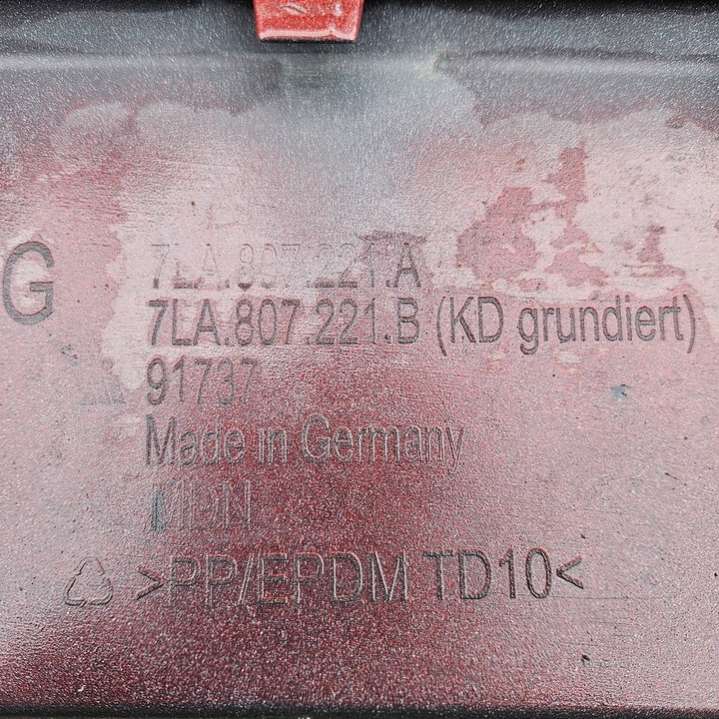 G
7LA.807.221.A
7LA.807.221.B (KD grundiert)
91737
Made in Germany
>PP/EPDM TD10<